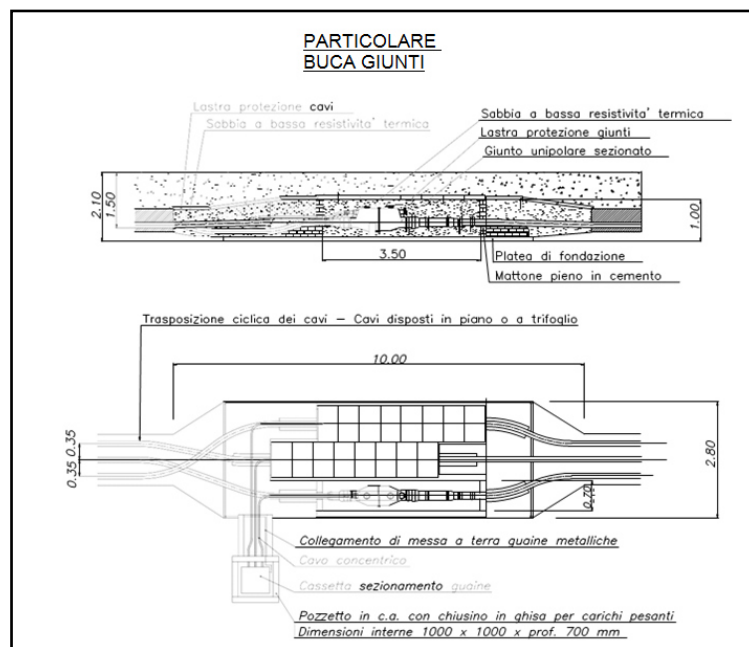 PARTICOLARE
BUCA GIUNTI
Lastra protezione cavi
Sabbia a bassa resistivita' termica
Sabbia a bassa resistivita' termica
Lastra protezione giunti
Giunto unipolare sezionato
2.10
1.50
1.00
3.50
Platea di fondazione
Mattone pieno in cemento
Trasposizione ciclica dei cavi – Cavi disposti in piano o a trifoglio
10.00
0.35
0.35
2.80
0.70
Collegamento di messa a terra guaine metalliche
Cavo concentrico
Cassetta sezionamento guaine
Pozzetto in c.a. con chiusino in ghisa per carichi pesanti
Dimensioni interne 1000 x 1000 x prof. 700 mm